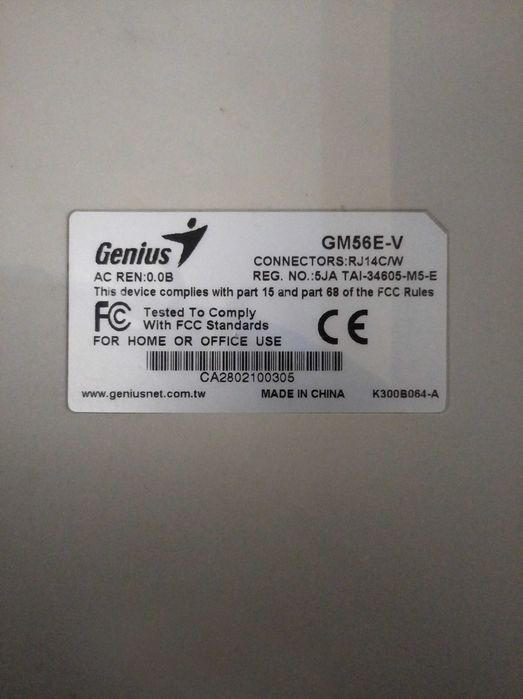 Genius
GM56E-V
CONNECTORS:RJ14C/W
AC REN:0.0B
REG. NO.:5JA TAI-34605-M5-E
This device complies with part 15 and part 68 of the FCC Rules
FC Tested To Comply
With FCC Standards
CE
FOR HOME OR OFFICE USE
CA2802100305
www.geniusnet.com.tw MADE IN CHINA K300B064-A